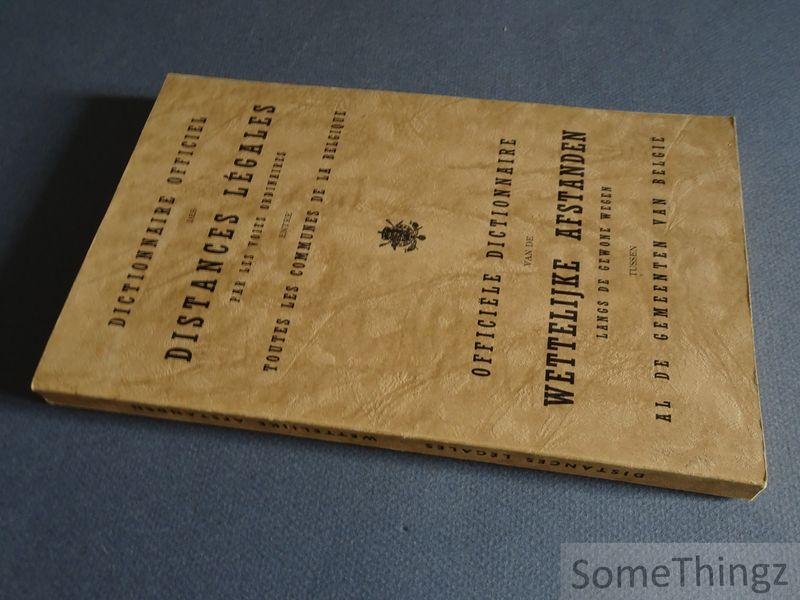 DICTIONNAIRE OFFICIEL
DES
DISTANCES LÉGALES
PAR LES VOIES ORDINAIRES
ENTRE
TOUTES LES COMMUNES DE LA BELGIQUE
OFFICIËLE DICTIONNAIRE
VAN DE
WETTELIJKE AFSTANDEN
LANGS DE GEWONE WEGEN
TUSSEN
AL DE GEMEENTEN VAN BELGIË
DISTANCES LÉGALES
WETTELIJKE AFSTANDEN
SomeThingz